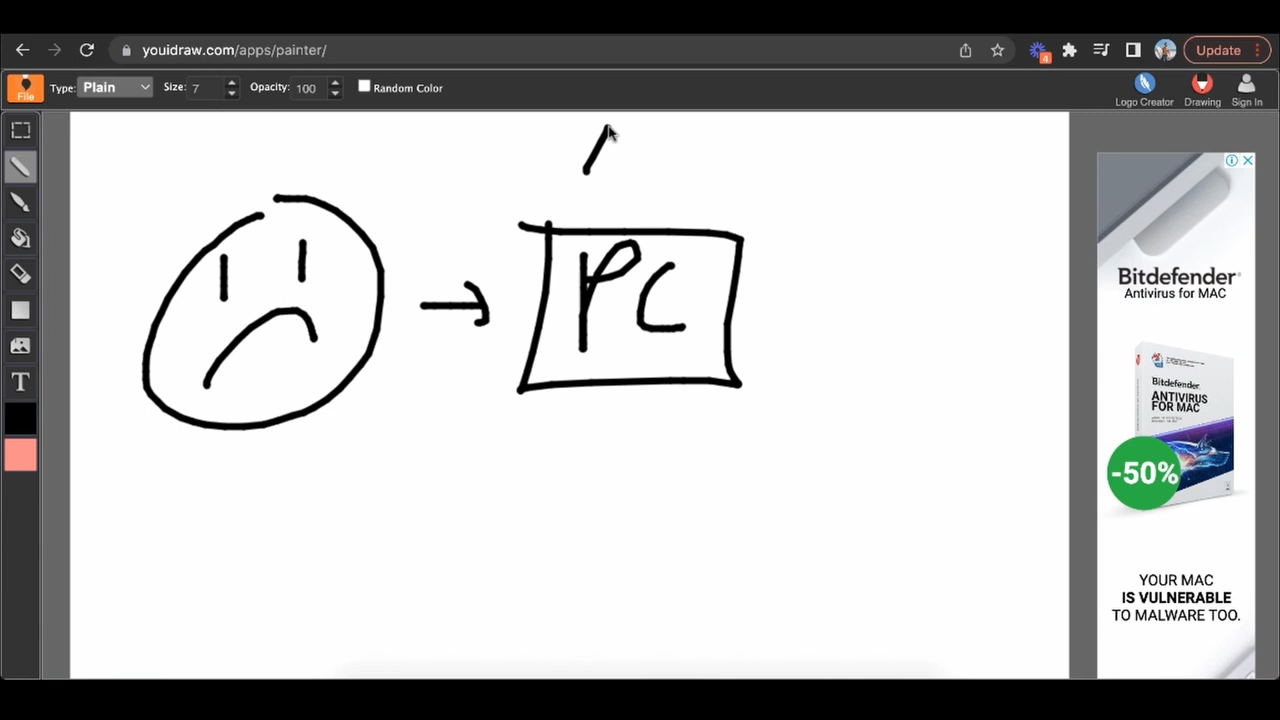 youidraw.com/apps/painter/
4
Update
File
Type: Plain
Size: 7
Opacity: 100
Random Color
Logo Creator
Drawing
Sign In
T
PC
Bitdefender
Antivirus for MAC
Bitdefender
ANTIVIRUS
FOR MAC
-50%
YOUR MAC
IS VULNERABLE
TO MALWARE TOO.